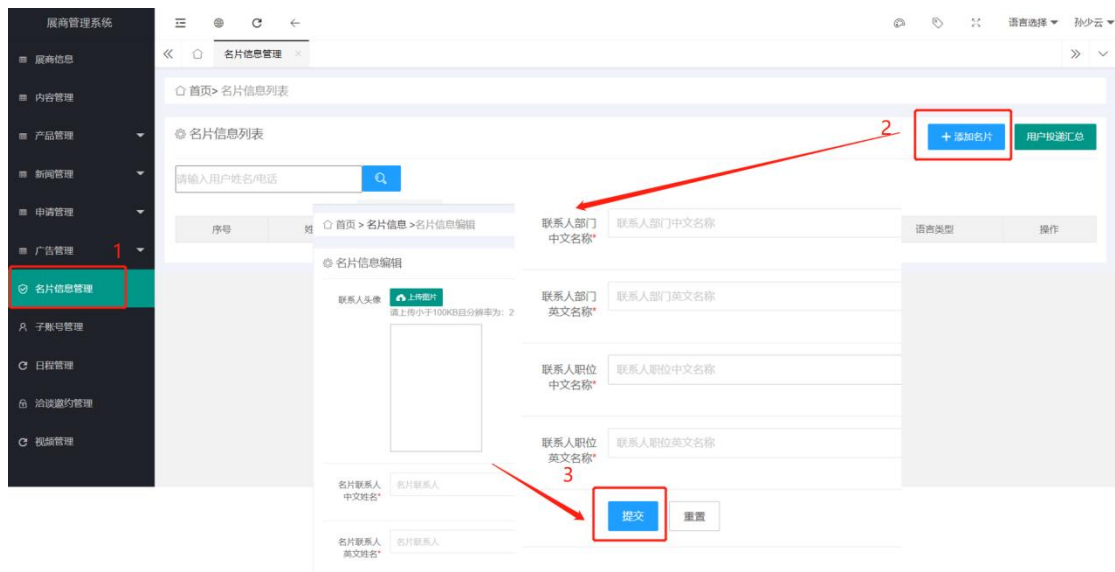 展商管理系统
语言选择
孙少云
名片信息管理
展商信息
内容管理
产品管理
新闻管理
申请管理
广告管理
1
名片信息管理
子账号管理
日程管理
洽谈邀约管理
视频管理
首页> 名片信息列表
名片信息列表
2
添加名片
用户投递汇总
请输入用户姓名/电话
序号
姓
语言类型
操作
首页 > 名片信息 >名片信息编辑
名片信息编辑
联系人头像
上传图片
请上传小于100KB且分辨率为：2
名片联系人
中文姓名*
名片联系人
名片联系人
英文姓名*
名片联系人
联系人部门
中文名称*
联系人部门中文名称
联系人部门
英文名称*
联系人部门英文名称
联系人职位
中文名称*
联系人职位中文名称
联系人职位
英文名称*
联系人职位英文名称
3
提交
重置